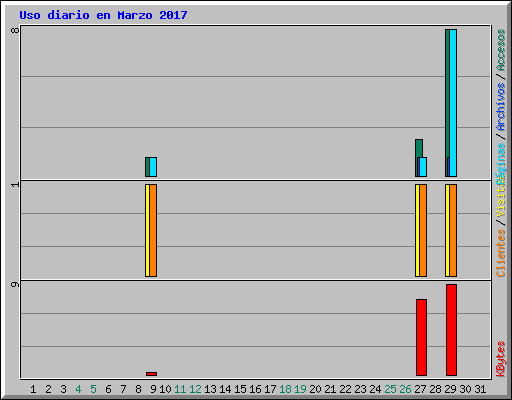 Uso diario en Marzo 2017
8
1
9
1 2 3 4 5 6 7 8 9 10 11 12 13 14 15 16 17 18 19 20 21 22 23 24 25 26 27 28 29 30 31
Clientes / Visitas
Páginas / Archivos / Accesos
KBytes